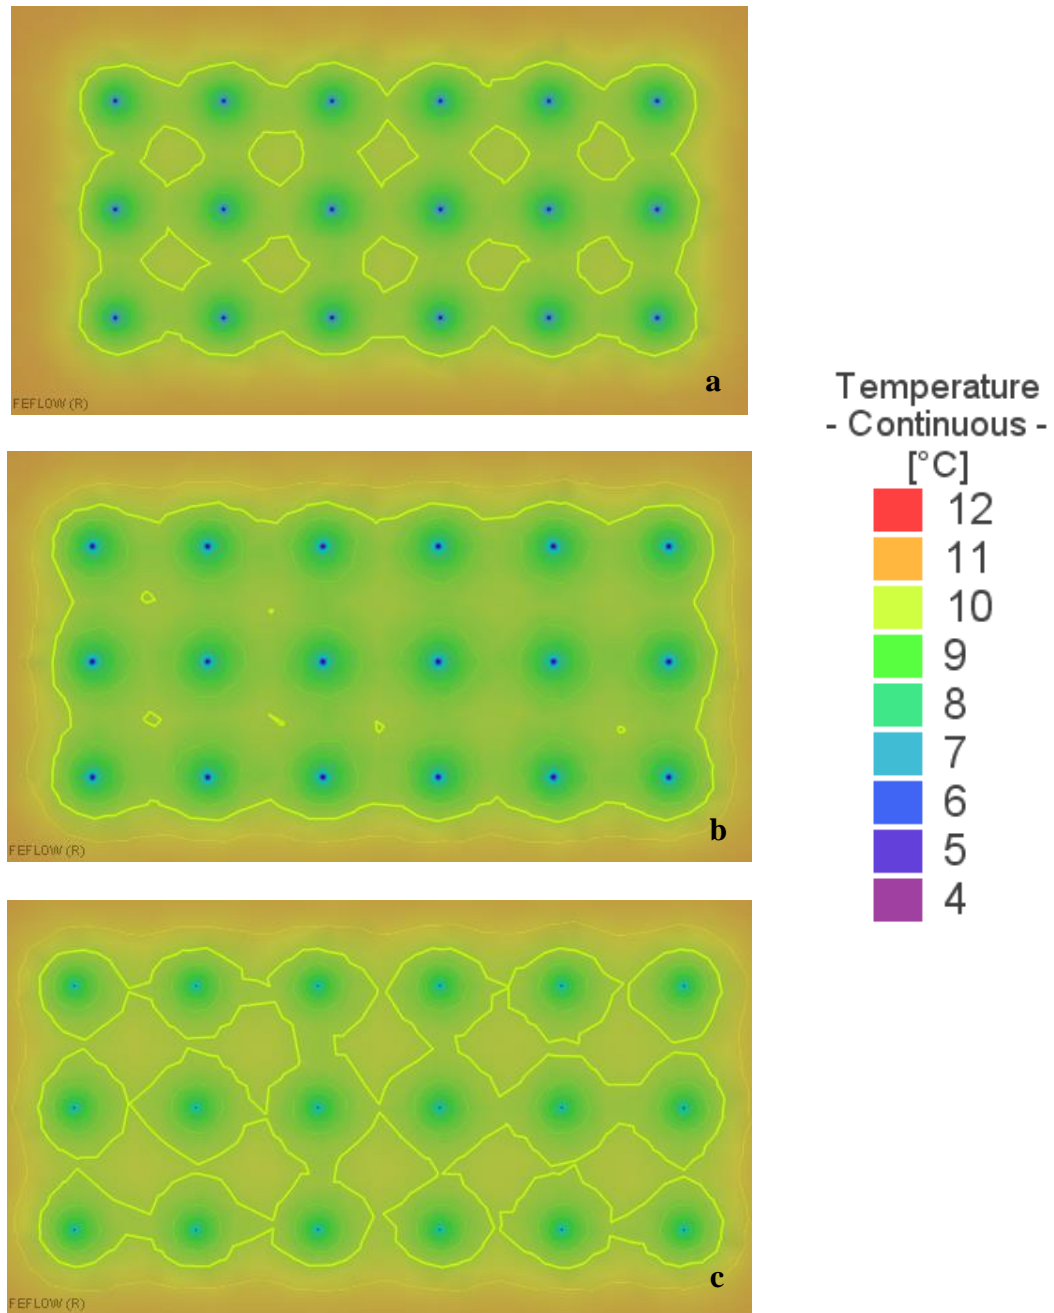 a
FEFLOW (R)
Temperature
- Continuous -
[°C]
12
11
10
9
8
7
6
5
4
b
FEFLOW (R)
c
FEFLOW (R)